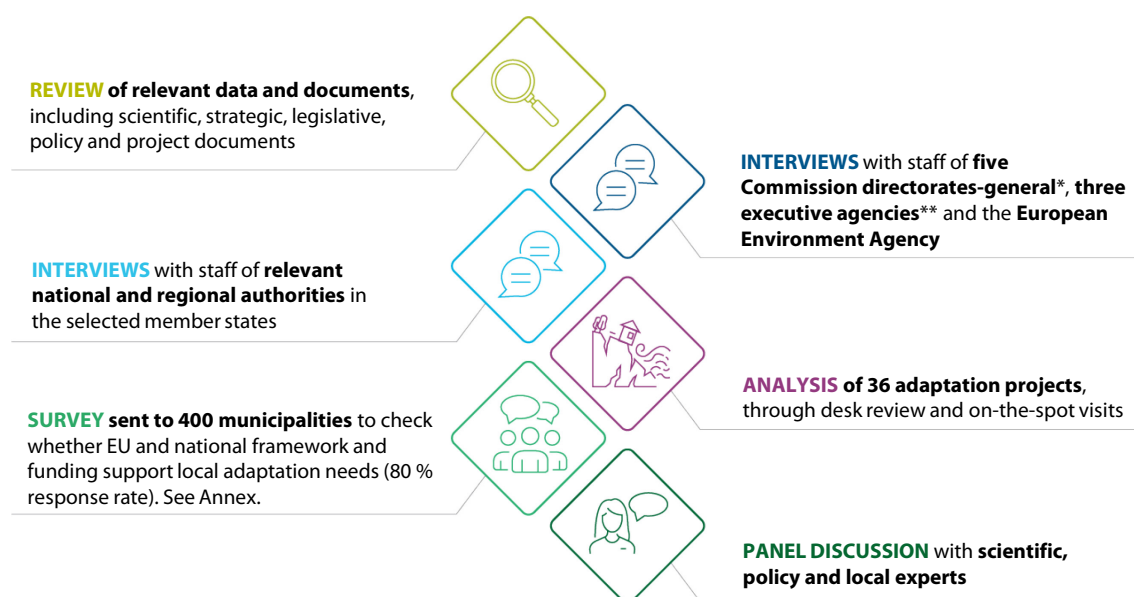 REVIEW of relevant data and documents,
including scientific, strategic, legislative,
policy and project documents
INTERVIEWS with staff of five
Commission directorates-general*, three
executive agencies** and the European
Environment Agency
INTERVIEWS with staff of relevant
national and regional authorities in
the selected member states
ANALYSIS of 36 adaptation projects,
through desk review and on-the-spot visits
SURVEY sent to 400 municipalities to check
whether EU and national framework and
funding support local adaptation needs (80 %
response rate). See Annex.
PANEL DISCUSSION with scientific,
policy and local experts